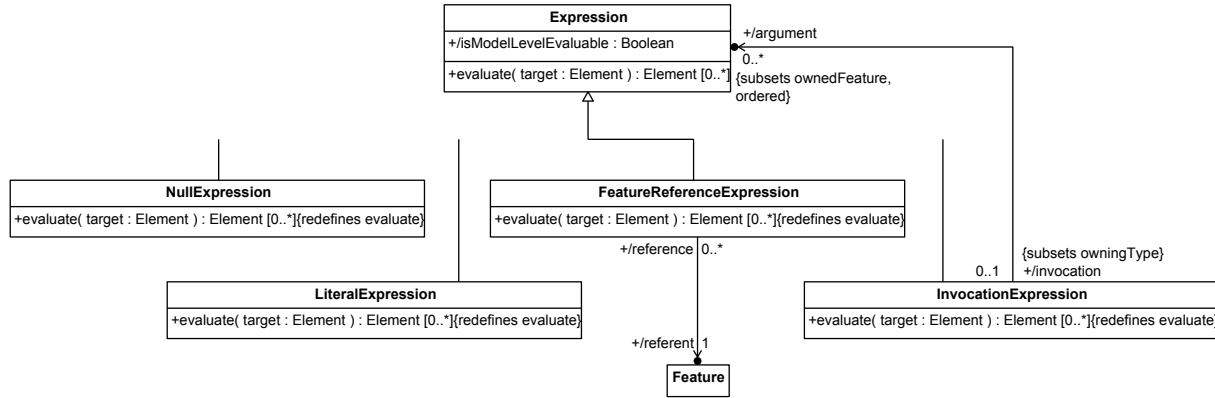 Expression
+/isModelLevelEvaluable : Boolean
+evaluate( target : Element ) : Element [0..*]
+/argument
0..*
{subsets ownedFeature,
ordered}
NullExpression
+evaluate( target : Element ) : Element [0..*]{redefines evaluate}
FeatureReferenceExpression
+evaluate( target : Element ) : Element [0..*]{redefines evaluate}
+/reference 0..*
{subsets owningType}
0..1 +/invocation
LiteralExpression
+evaluate( target : Element ) : Element [0..*]{redefines evaluate}
InvocationExpression
+evaluate( target : Element ) : Element [0..*]{redefines evaluate}
+/referent 1
Feature